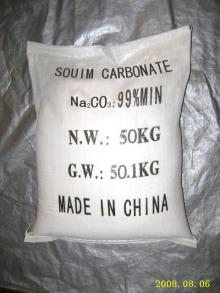 SOUIM CARBONATE
Na₂CO₃; 99%MIN
N.W.: 50KG
G.W.: 50.1KG
MADE IN CHINA
2008.08.06